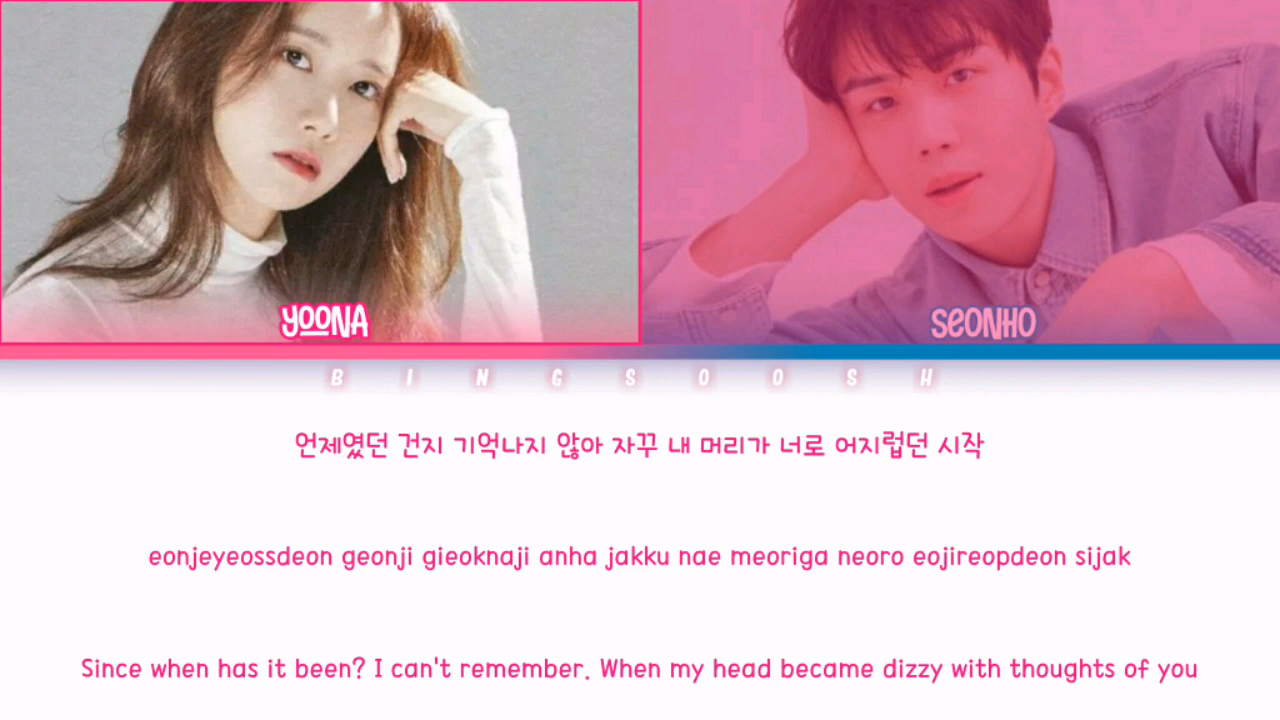 YOONA
SEONHO
BINGSOOSH
언제였던 건지 기억나지 않아 자꾸 내 머리가 너로 어지럽던 시작
eonjeyeossdeon geonji gieoknaji anha jakku nae meoriga neoro eojireopdeon sijak
Since when has it been? I can't remember. When my head became dizzy with thoughts of you